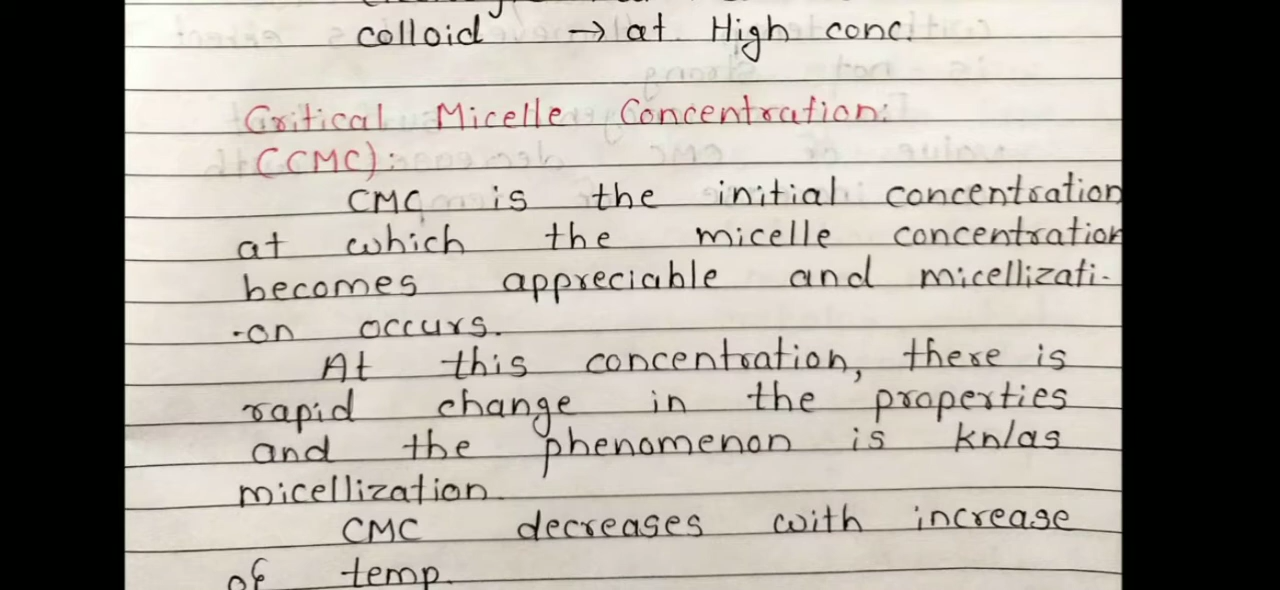 colloid → at High conc.
Critical Micelle Concentration:
(CMC):
CMC is the initial concentration
at which the micelle concentration
becomes appreciable and micellizati-
-on occurs.
At this concentration, there is
rapid change in the properties
and the phenomenon is kn/as
micellization.
CMC decreases with increase
of temp.